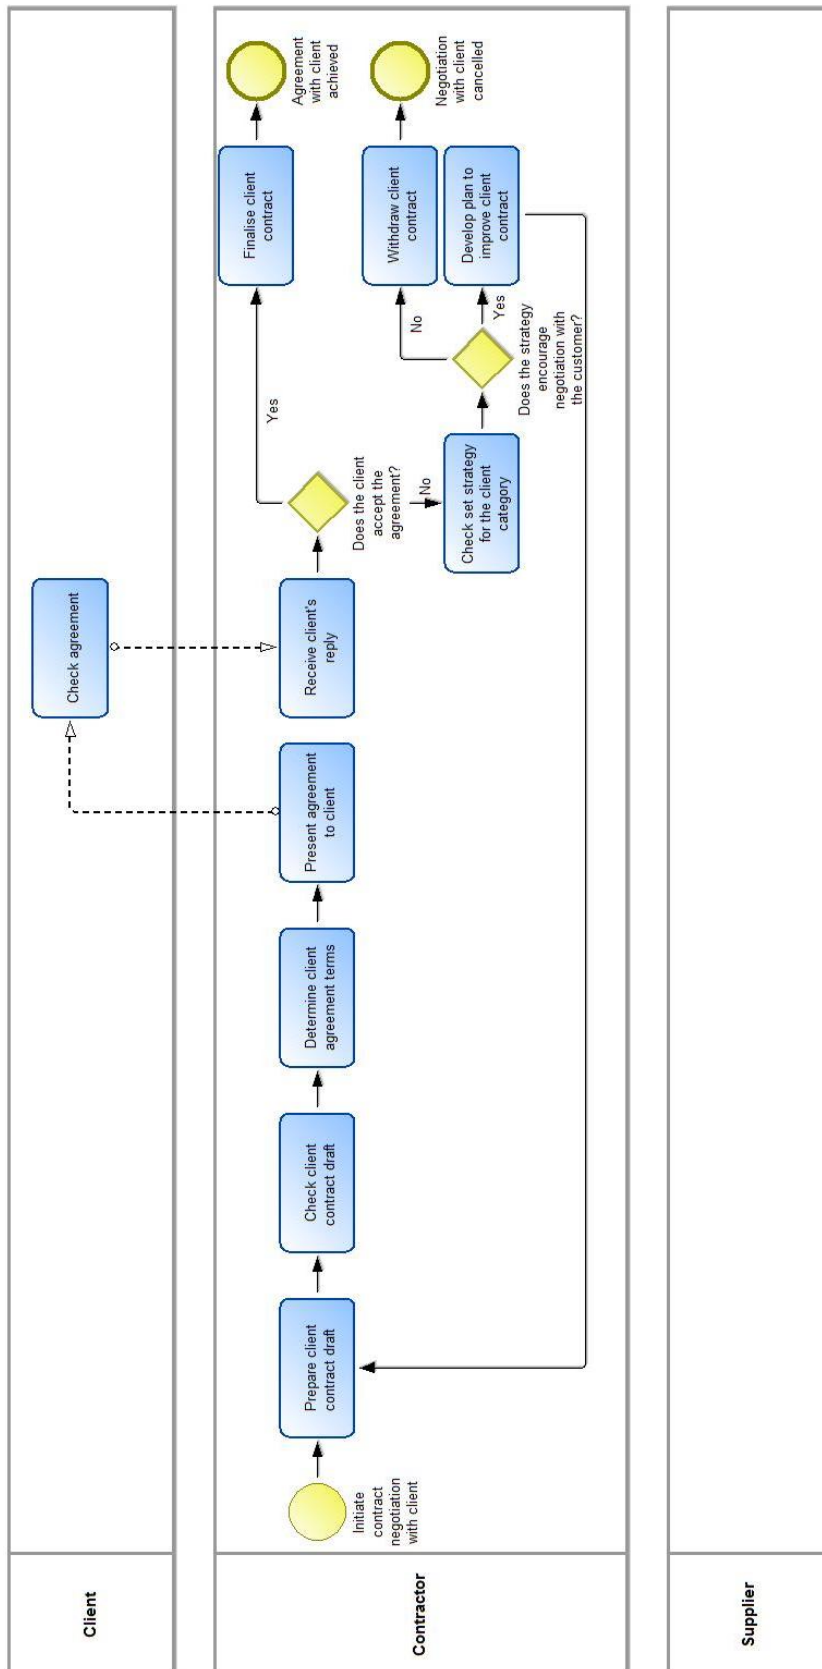 Client
Check agreement
Contractor
Initiate
contract
negotiation
with client
Prepare client
contract draft
Check client
contract draft
Determine client
agreement terms
Present agreement
to client
Receive client's
reply
Does the client
accept the
agreement?
Yes
No
Finalise client
contract
Agreement
with client
achieved
Check set strategy
for the client
category
Does the strategy
encourage
negotiation with
the customer?
No
Yes
Withdraw client
contract
Negotiation
with client
cancelled
Develop plan to
improve client
contract
Supplier